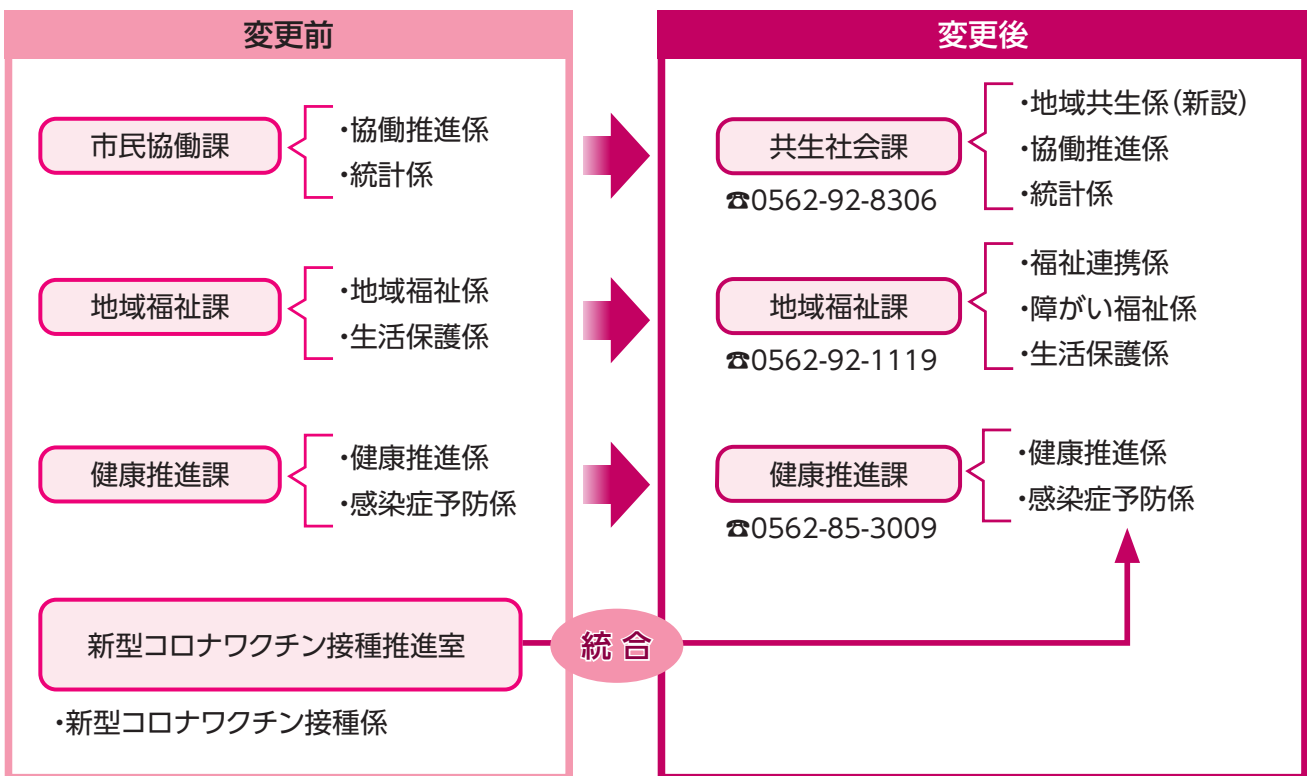 変更前
市民協働課
・協働推進係
・統計係
地域福祉課
・地域福祉係
・生活保護係
健康推進課
・健康推進係
・感染症予防係
新型コロナワクチン接種推進室
・新型コロナワクチン接種係
統合
変更後
共生社会課
☎0562-92-8306
・地域共生係(新設)
・協働推進係
・統計係
地域福祉課
☎0562-92-1119
・福祉連携係
・障がい福祉係
・生活保護係
健康推進課
☎0562-85-3009
・健康推進係
・感染症予防係